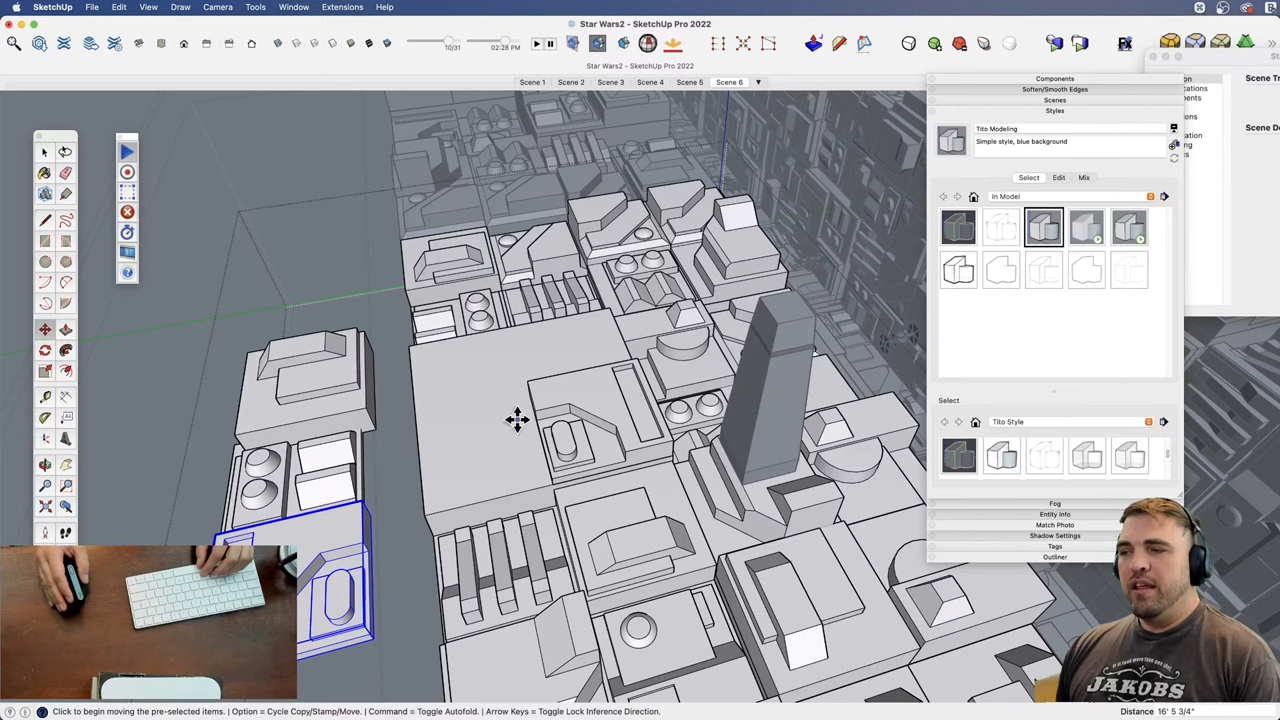 SketchUp File Edit View Draw Camera Tools Window Extensions Help
Star Wars2 - SketchUp Pro 2022
10/31 02:28 PM
Star Wars2 - SketchUp Pro 2022
Scene 1 Scene 2 Scene 3 Scene 4 Scene 5 Scene 6
Components
Soften/Smooth Edges
Scenes
Styles
Tito Modeling
Simple style, blue background
Select Edit Mix
In Model
Select
Tito Style
Fog
Entity Info
Match Photo
Shadow Settings
Tags
Outliner
Scene Tr
Scene De
JAKOBS
Click to begin moving the pre-selected items. | Option = Cycle Copy/Stamp/Move. | Command = Toggle Autofold. | Arrow Keys = Toggle Lock Inference Direction.
Distance 16' 5 3/4"